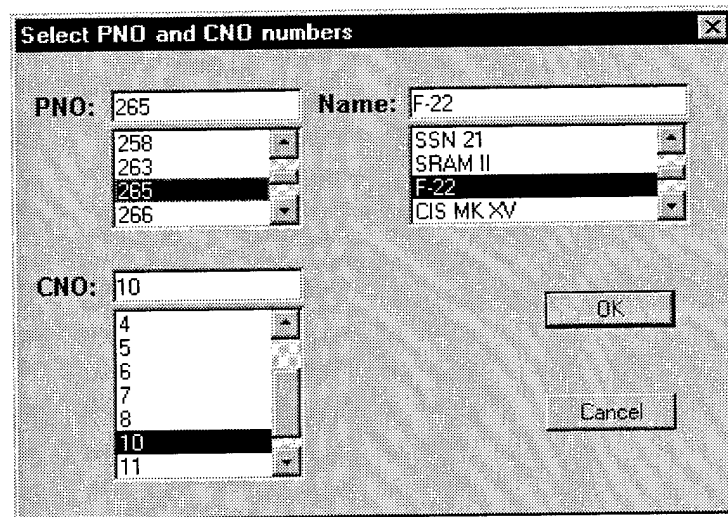 Select PNO and CNO numbers
PNO: 265
258
263
265
266
Name: F-22
SSN 21
SRAM II
F-22
CIS MK XV
CNO: 10
4
5
6
7
8
10
11
OK
Cancel